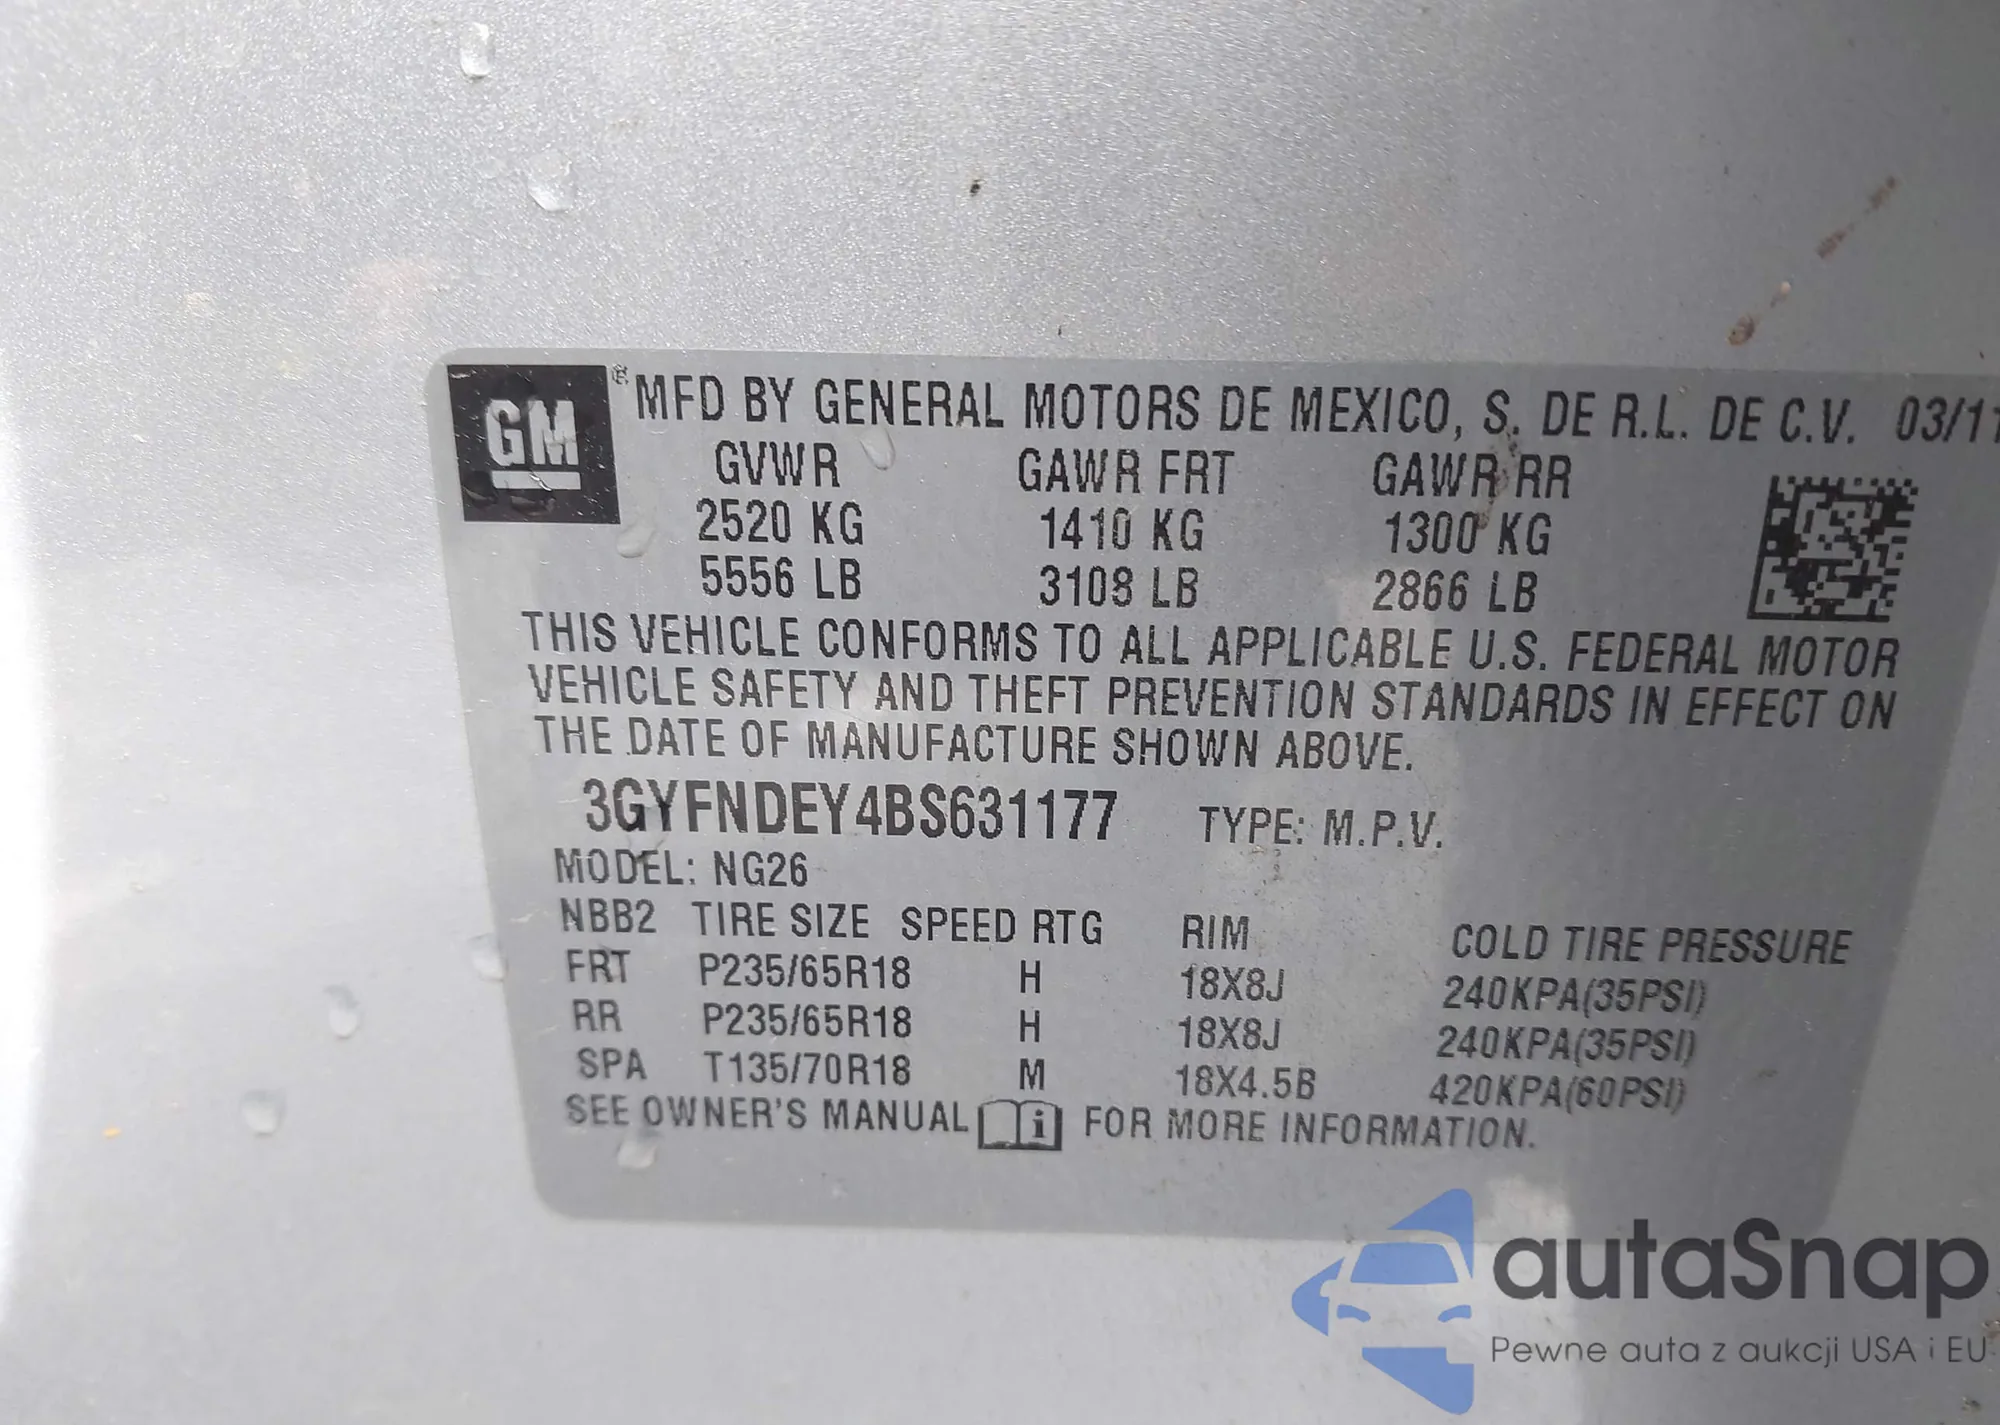 GM ® MFD BY GENERAL MOTORS DE MEXICO, S. DE R.L. DE C.V. 03/11
GVWR GAWR FRT GAWR RR
2520 KG 1410 KG 1300 KG
5556 LB 3108 LB 2866 LB
THIS VEHICLE CONFORMS TO ALL APPLICABLE U.S. FEDERAL MOTOR
VEHICLE SAFETY AND THEFT PREVENTION STANDARDS IN EFFECT ON
THE DATE OF MANUFACTURE SHOWN ABOVE.
3GYFNDEY4BS631177 TYPE: M.P.V.
MODEL: NG26
NBB2 TIRE SIZE SPEED RTG RIM COLD TIRE PRESSURE
FRT P235/65R18 H 18X8J 240KPA(35PSI)
RR P235/65R18 H 18X8J 240KPA(35PSI)
SPA T135/70R18 M 18X4.5B 420KPA(60PSI)
SEE OWNER'S MANUAL i FOR MORE INFORMATION.
autaSnap
Pewne auta z aukcji USA i EU